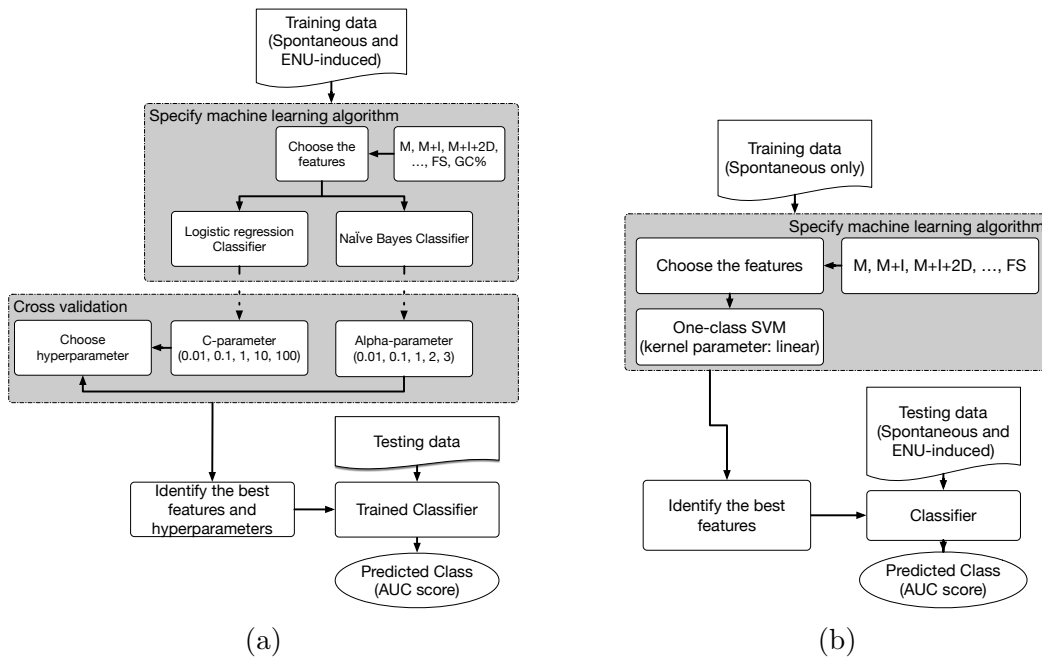 Training data
(Spontaneous and
ENU-induced)
Specify machine learning algorithm
Choose the
features
M, M+I, M+I+2D,
..., FS, GC%
Logistic regression
Classifier
NaÏve Bayes Classifier
Cross validation
Choose
hyperparameter
C-parameter
(0.01, 0.1, 1, 10, 100)
Alpha-parameter
(0.01, 0.1, 1, 2, 3)
Testing data
Identify the best
features and
hyperparameters
Trained Classifier
Predicted Class
(AUC score)
(a)
Training data
(Spontaneous only)
Specify machine learning algorithm
Choose the features
M, M+I, M+I+2D, ..., FS
One-class SVM
(kernel parameter: linear)
Testing data
(Spontaneous and
ENU-induced)
Identify the best
features
Classifier
Predicted Class
(AUC score)
(b)